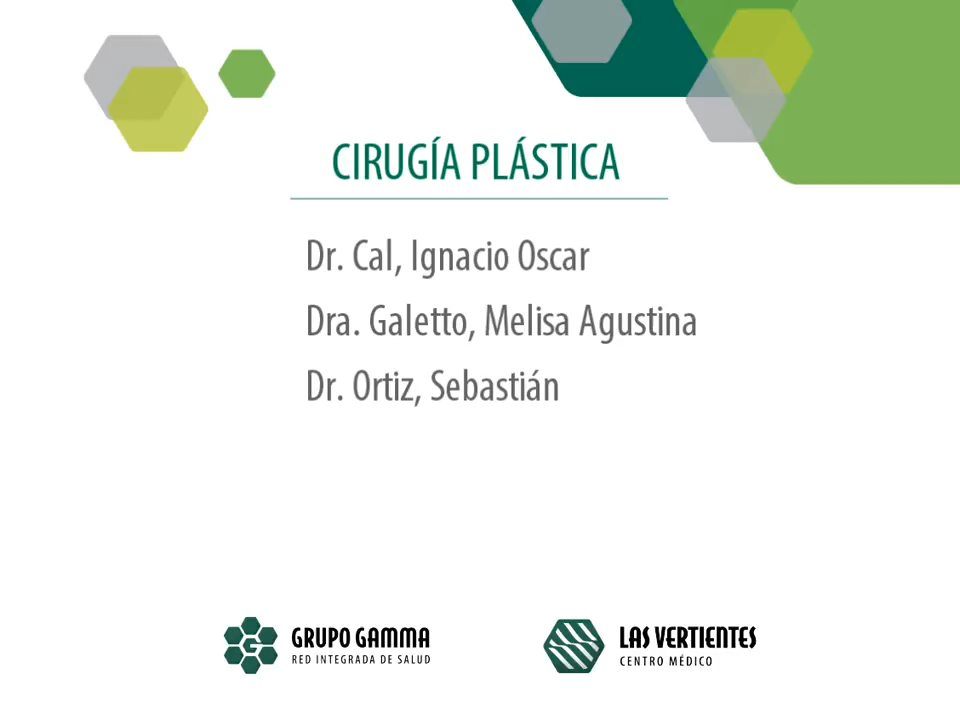 CIRUGÍA PLÁSTICA
Dr. Cal, Ignacio Oscar
Dra. Galetto, Melisa Agustina
Dr. Ortiz, Sebastián
G
GRUPO GAMMA
RED INTEGRADA DE SALUD
LAS VERTIENTES
CENTRO MÉDICO